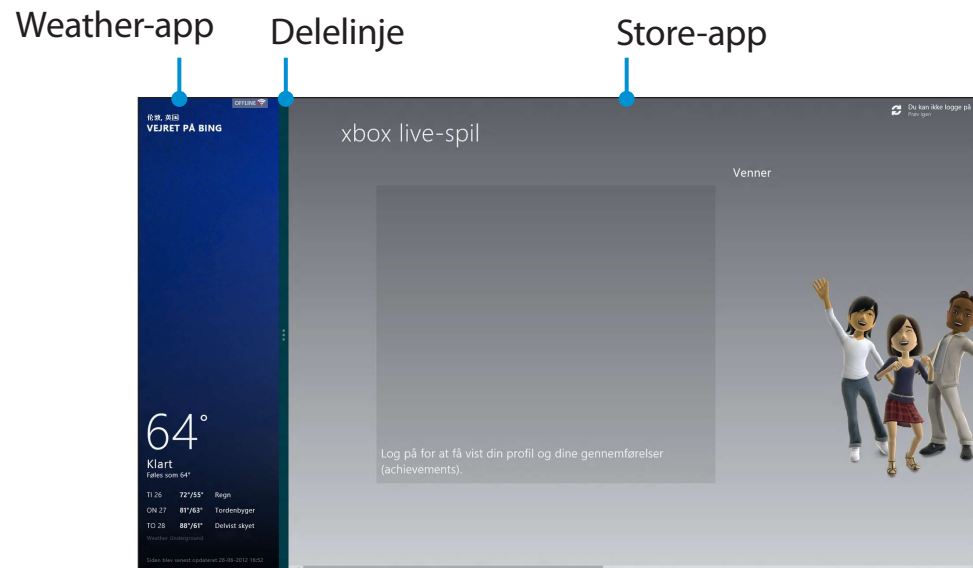 Weather-app
Delelinje
Store-app
OFFLINE
伦敦, 英国
VEJRET PÅ BING
64°
Klart
Føles som 64°
TI 26 72°/55° Regn
ON 27 81°/63° Tordenbyger
TO 28 88°/61° Delvist skyet
Weather Underground
Siden blev senest opdateret 26-06-2012 16:52
xbox live-spil
Du kan ikke logge på
Prøv igen
Venner
Log på for at få vist din profil og dine gennemførelser
(achievements).